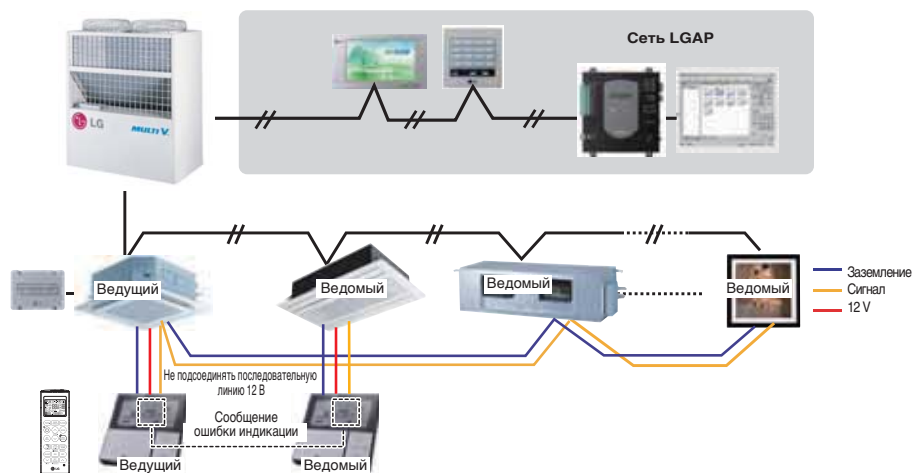 Сеть LGAP
LG
MULTI V.
Ведущий
Ведомый
Ведомый
Ведомый
Заземление
Сигнал
12 V
Не подсоединять последовательную
линию 12 В
Сообщение
ошибки индикации
Ведущий
Ведомый